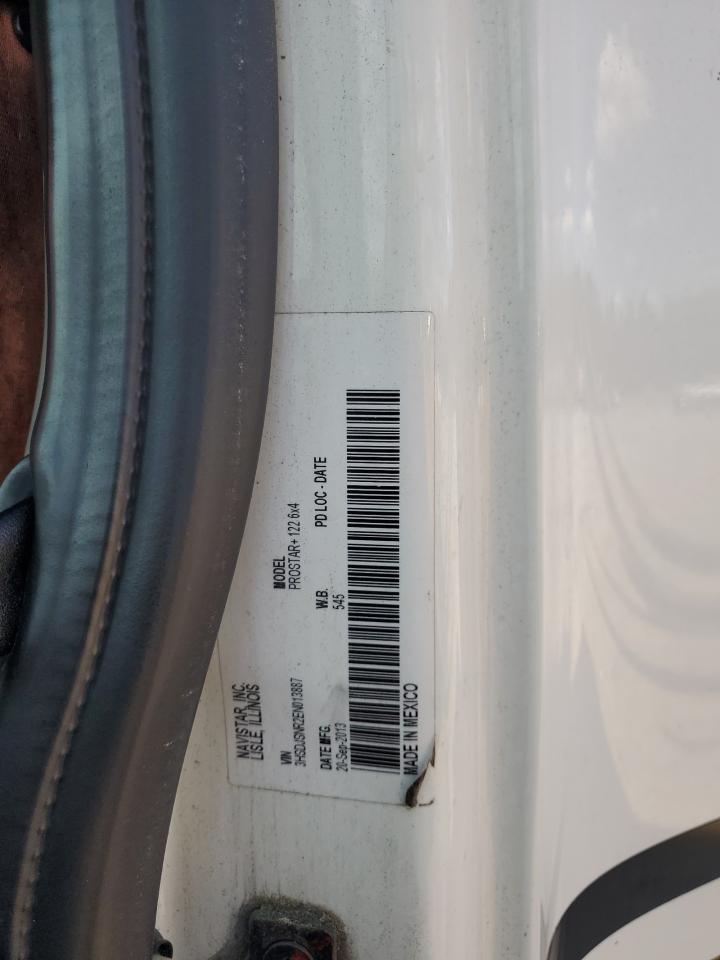 NAVISTAR, INC.
LISLE, ILLINOIS
VIN
3HSDJSNR2EN013887
MODEL
PROSTAR+ 122 6x4
DATE MFG.
20-Sep-2013
W.B.
545
PD LOC - DATE
MADE IN MEXICO